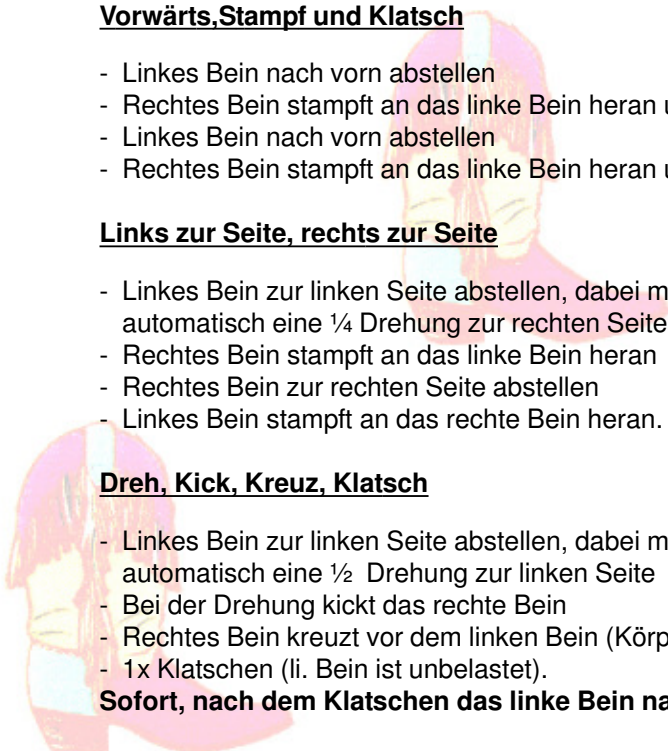 Vorwärts,Stampf und Klatsch
- Linkes Bein nach vorn abstellen
- Rechtes Bein stampft an das linke Bein heran
- Linkes Bein nach vorn abstellen
- Rechtes Bein stampft an das linke Bein heran
Links zur Seite, rechts zur Seite
- Linkes Bein zur linken Seite abstellen, dabei
automatisch eine ¼ Drehung zur rechten Seite
- Rechtes Bein stampft an das linke Bein heran
- Rechtes Bein zur rechten Seite abstellen
- Linkes Bein stampft an das rechte Bein heran.
Dreh, Kick, Kreuz, Klatsch
- Linkes Bein zur linken Seite abstellen, dabei
automatisch eine ½ Drehung zur linken Seite
- Bei der Drehung kickt das rechte Bein
- Rechtes Bein kreuzt vor dem linken Bein
- 1x Klatschen (li. Bein ist unbelastet).
Sofort, nach dem Klatschen das linke Bein